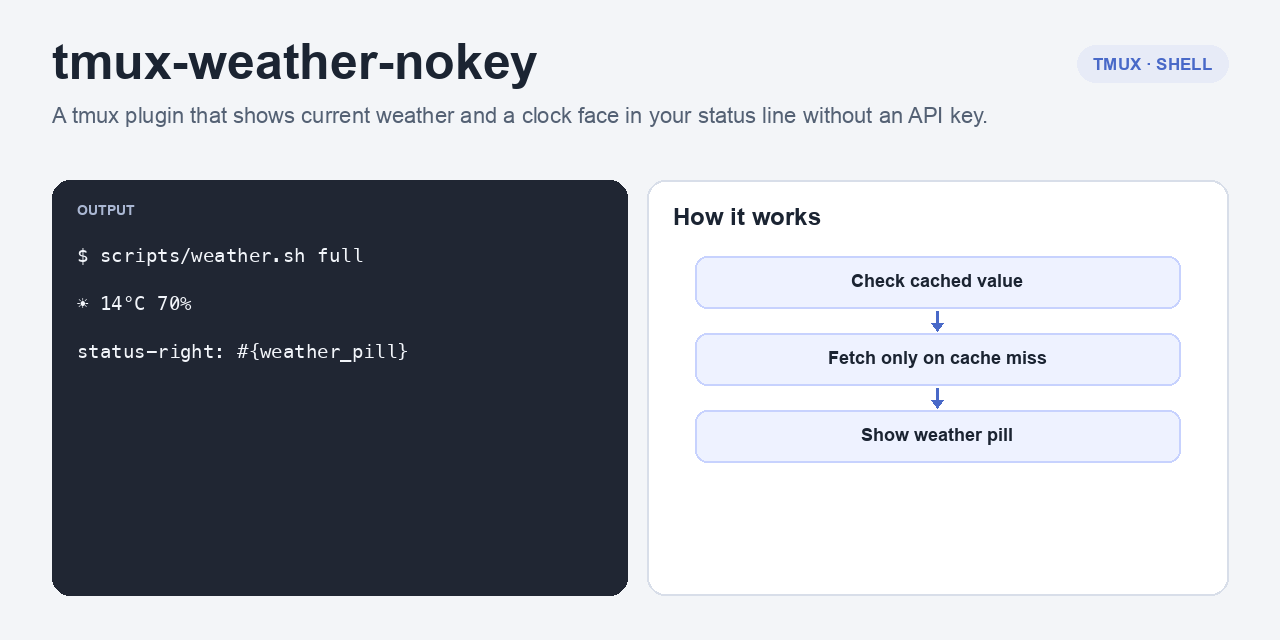 tmux-weather-nokey
TMUX · SHELL
A tmux plugin that shows current weather and a clock face in your status line without an API key.
OUTPUT
$ scripts/weather.sh full
☀ 14°C 70%
status-right: #{weather_pill}
How it works
Check cached value
Fetch only on cache miss
Show weather pill